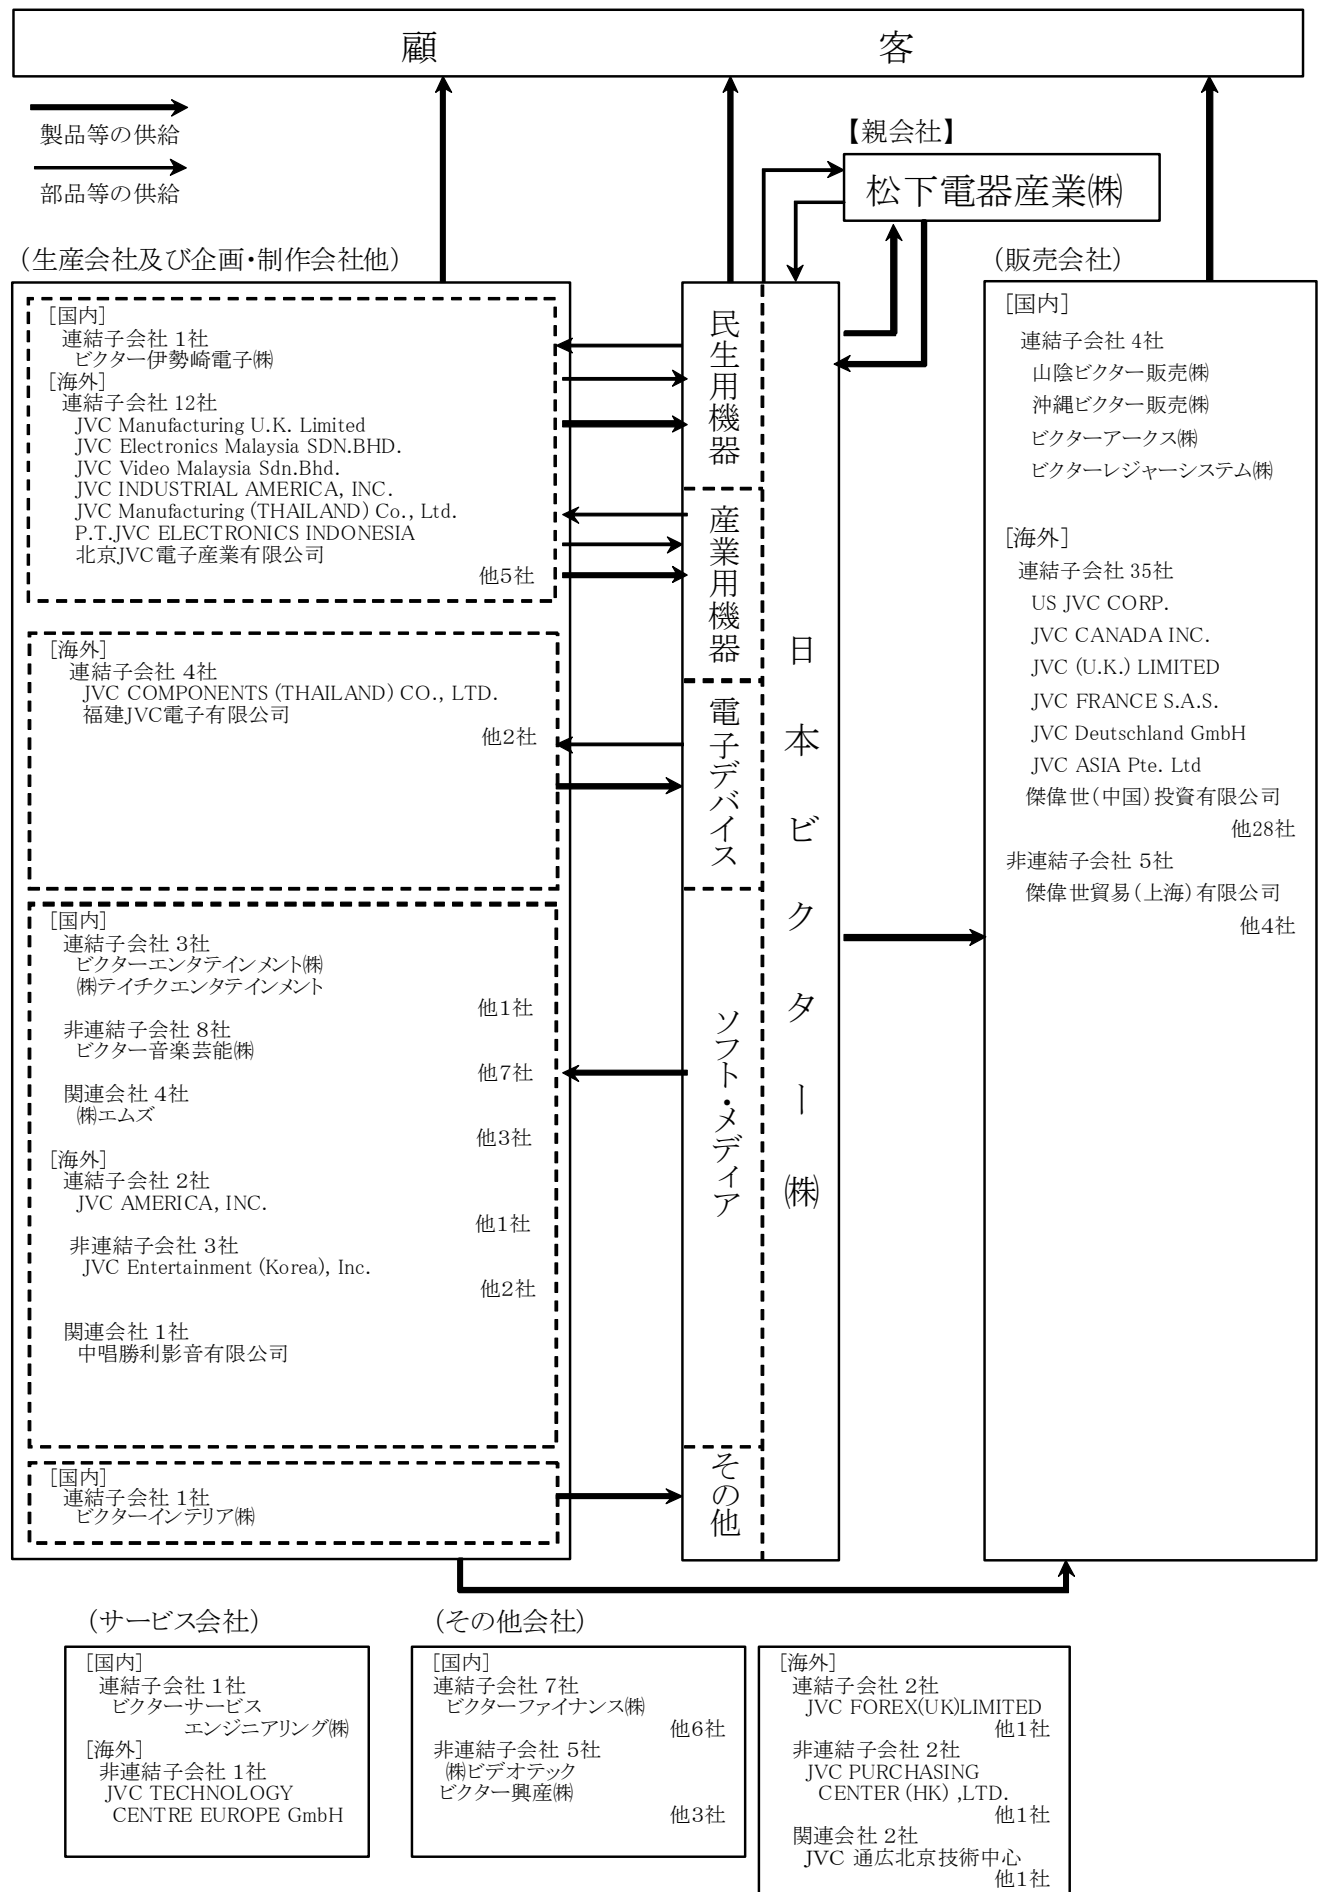 顧 客
製品等の供給
部品等の供給
【親会社】
松下電器産業㈱
(生産会社及び企画・制作会社他)
[国内]
連結子会社 1社
ビクター伊勢崎電子㈱
[海外]
連結子会社 12社
JVC Manufacturing U.K. Limited
JVC Electronics Malaysia SDN.BHD.
JVC Video Malaysia Sdn.Bhd.
JVC INDUSTRIAL AMERICA, INC.
JVC Manufacturing (THAILAND) Co., Ltd.
P.T.JVC ELECTRONICS INDONESIA
北京JVC電子産業有限公司
他5社
[海外]
連結子会社 4社
JVC COMPONENTS (THAILAND) CO., LTD.
福建JVC電子有限公司
他2社
[国内]
連結子会社 3社
ビクターエンタテインメント㈱
㈱テイチクエンタテインメント
他1社
非連結子会社 8社
ビクター音楽芸能㈱
他7社
関連会社 4社
㈱エムズ
他3社
[海外]
連結子会社 2社
JVC AMERICA, INC.
他1社
非連結子会社 3社
JVC Entertainment (Korea), Inc.
他2社
関連会社 1社
中唱勝利影音有限公司
[国内]
連結子会社 1社
ビクターインテリア㈱
民生用機器
産業用機器
電子デバイス
ソフト・メディア
その他
日本ビクター㈱
(販売会社)
[国内]
連結子会社 4社
山陰ビクター販売㈱
沖縄ビクター販売㈱
ビクターアークス㈱
ビクターレジャーシステム㈱
[海外]
連結子会社 35社
US JVC CORP.
JVC CANADA INC.
JVC (U.K.) LIMITED
JVC FRANCE S.A.S.
JVC Deutschland GmbH
JVC ASIA Pte. Ltd
傑偉世(中国)投資有限公司
他28社
非連結子会社 5社
傑偉世貿易(上海)有限公司
他4社
(サービス会社)
[国内]
連結子会社 1社
ビクターサービス
エンジニアリング㈱
[海外]
非連結子会社 1社
JVC TECHNOLOGY
CENTRE EUROPE GmbH
(その他会社)
[国内]
連結子会社 7社
ビクターファイナンス㈱
他6社
非連結子会社 5社
㈱ビデオテック
ビクター興産㈱
他3社
[海外]
連結子会社 2社
JVC FOREX(UK)LIMITED
他1社
非連結子会社 2社
JVC PURCHASING
CENTER (HK) ,LTD.
他1社
関連会社 2社
JVC 通広北京技術中心
他1社